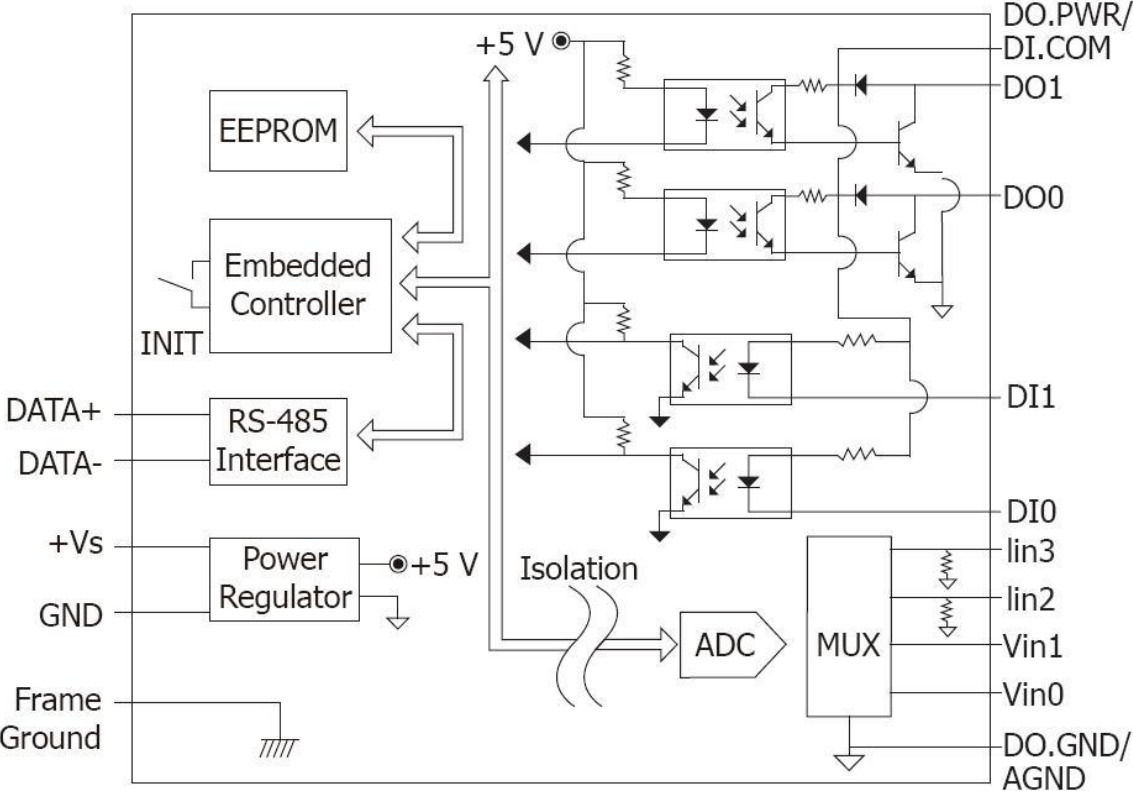 DO.PWR/
DI.COM
+5 V
DO1
EEPROM
DO0
Embedded
Controller
INIT
DATA+
RS-485
DI1
DATA-
Interface
DI0
+Vs
Power
+5 V
Isolation
Iin3
GND
Regulator
Iin2
ADC
MUX
Vin1
Vin0
Frame
Ground
DO.GND/
AGND